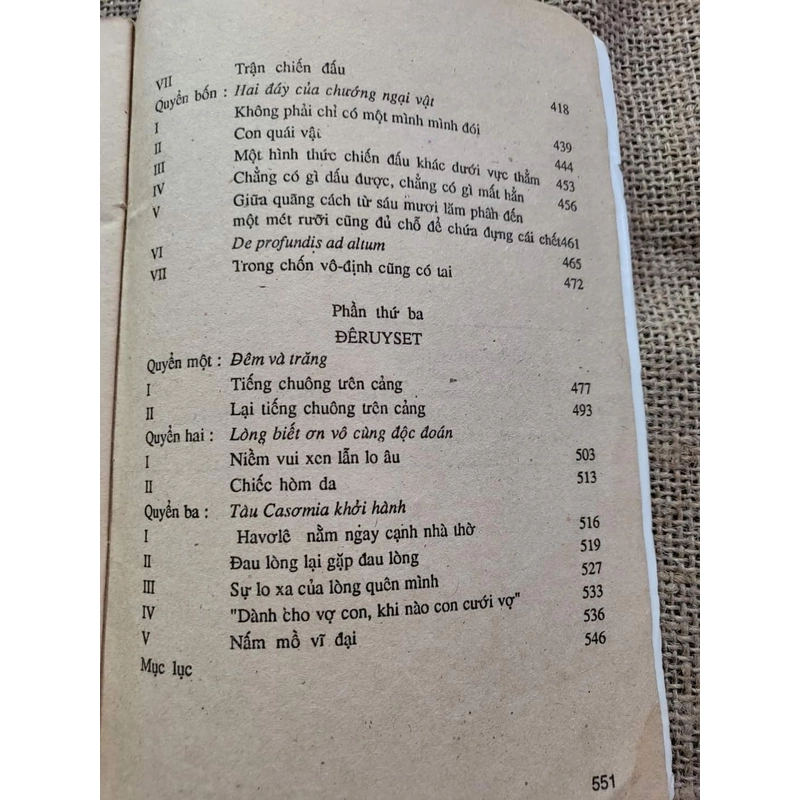 VII Trận chiến đấu 418
Quyển bốn : Hai đáy của chướng ngại vật
I Không phải chỉ có một mình mình đói 439
II Con quái vật 444
III Một hình thức chiến đấu khác dưới vực thẳm 453
IV Chẳng có gì dấu được, chẳng có gì mất hẳn 456
V Giữa quãng cách từ sáu mươi lăm phân đến
một mét rưỡi cũng đủ chỗ để chứa đựng cái chết461
VI De profundis ad altum 465
VII Trong chốn vô-định cũng có tai 472
Phần thứ ba
ĐÊRUYSET
Quyển một : Đêm và trăng
I Tiếng chuông trên cảng 477
II Lại tiếng chuông trên cảng 493
Quyển hai : Lòng biết ơn vô cùng độc đoán
I Niềm vui xen lẫn lo âu 503
II Chiếc hòm da 513
Quyển ba : Tàu Casơmia khởi hành
I Havơlê nằm ngay cạnh nhà thờ 516
II Đau lòng lại gặp đau lòng 519
III Sự lo xa của lòng quên mình 527
IV "Dành cho vợ con, khi nào con cưới vợ" 533
V Nấm mồ vĩ đại 536
Mục lục 546
551